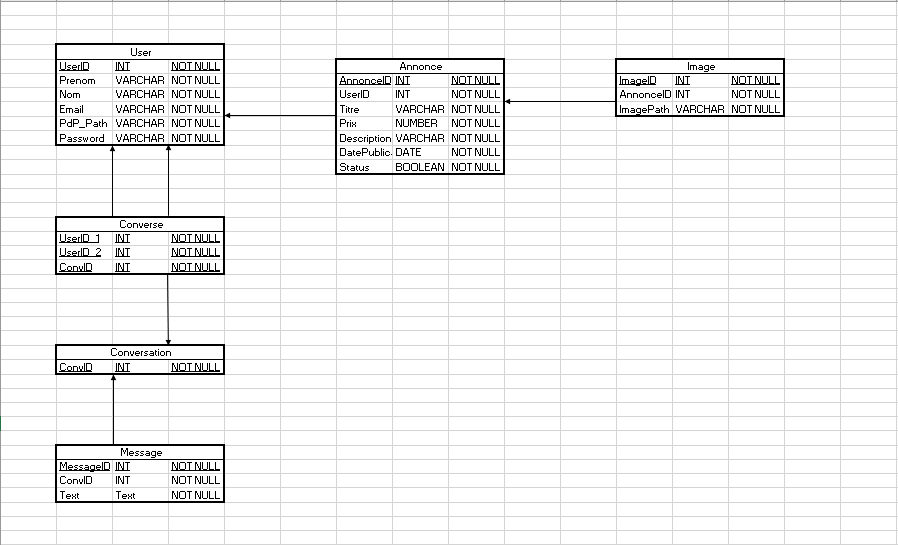 User
UserID INT NOT NULL
Prenom VARCHAR NOT NULL
Nom VARCHAR NOT NULL
Email VARCHAR NOT NULL
PdP_Path VARCHAR NOT NULL
Password VARCHAR NOT NULL
Annonce
AnnonceID INT NOT NULL
UserID INT NOT NULL
Titre VARCHAR NOT NULL
Prix NUMBER NOT NULL
Description VARCHAR NOT NULL
DatePublic DATE NOT NULL
Status BOOLEAN NOT NULL
Image
ImageID INT NOT NULL
AnnonceID INT NOT NULL
ImagePath VARCHAR NOT NULL
Converse
UserID_1 INT NOT NULL
UserID_2 INT NOT NULL
ConvID INT NOT NULL
Conversation
ConvID INT NOT NULL
Message
MessageID INT NOT NULL
ConvID INT NOT NULL
Text Text NOT NULL